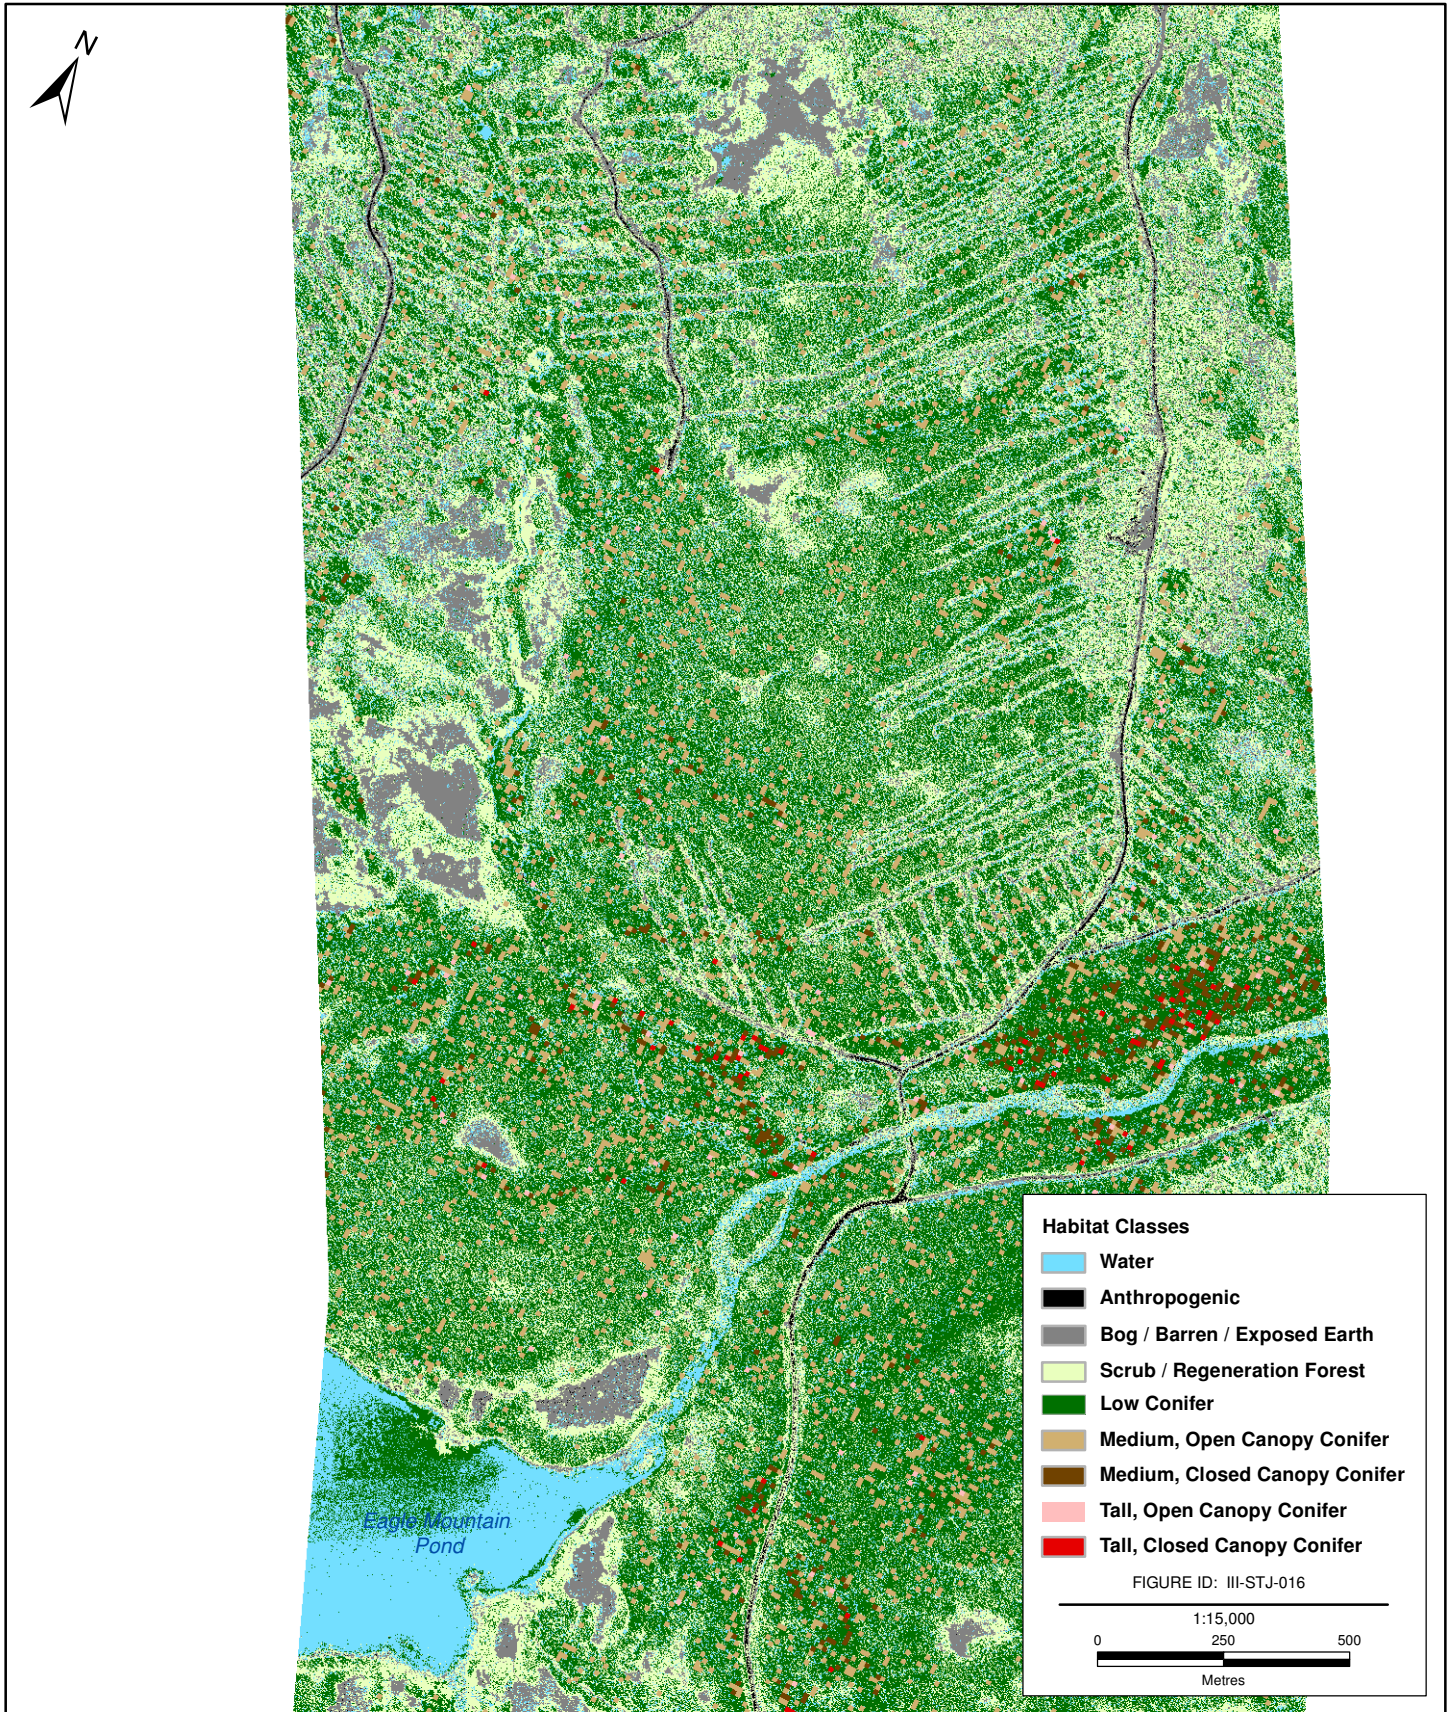 N
Eagle Mountain
Pond
Habitat Classes
Water
Anthropogenic
Bog / Barren / Exposed Earth
Scrub / Regeneration Forest
Low Conifer
Medium, Open Canopy Conifer
Medium, Closed Canopy Conifer
Tall, Open Canopy Conifer
Tall, Closed Canopy Conifer
FIGURE ID: III-STJ-016
1:15,000
0 250 500
Metres